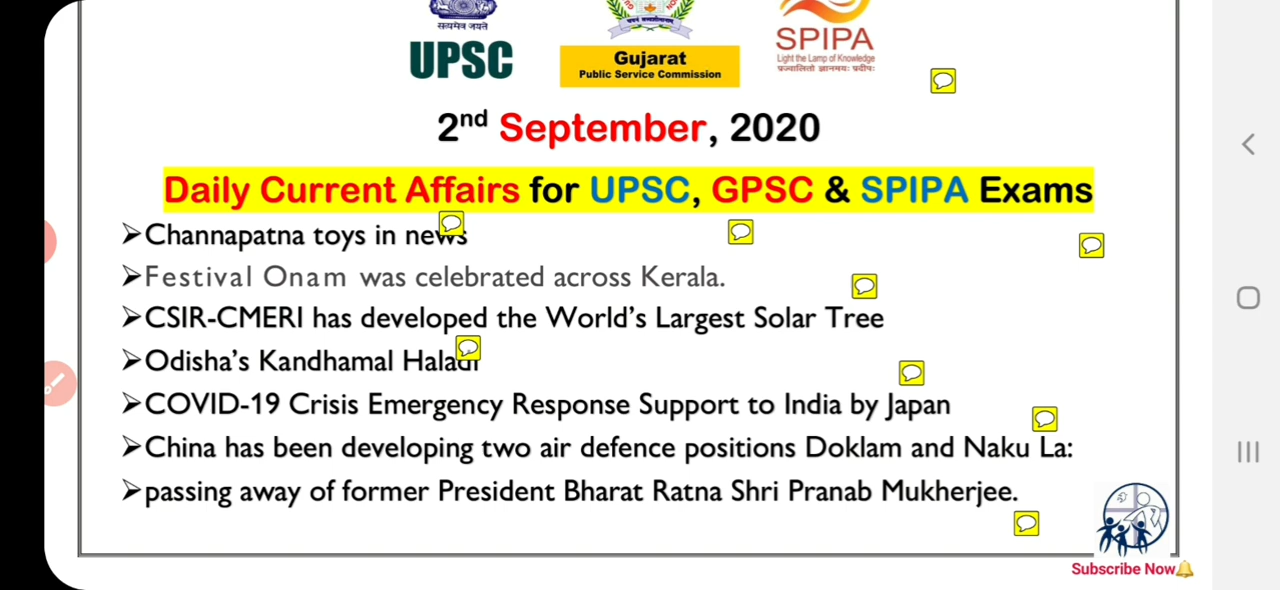 सत्यमेव जयते
UPSC
Gujarat
Public Service Commission
SPIPA
Light the Lamp of Knowledge
प्रज्वालितो ज्ञानमयः प्रदीपः
2nd September, 2020
Daily Current Affairs for UPSC, GPSC & SPIPA Exams
➢Channapatna toys in news
➢Festival Onam was celebrated across Kerala.
➢CSIR-CMERI has developed the World's Largest Solar Tree
➢Odisha's Kandhamal Haladi
➢COVID-19 Crisis Emergency Response Support to India by Japan
➢China has been developing two air defence positions Doklam and Naku La:
➢passing away of former President Bharat Ratna Shri Pranab Mukherjee.
Subscribe Now